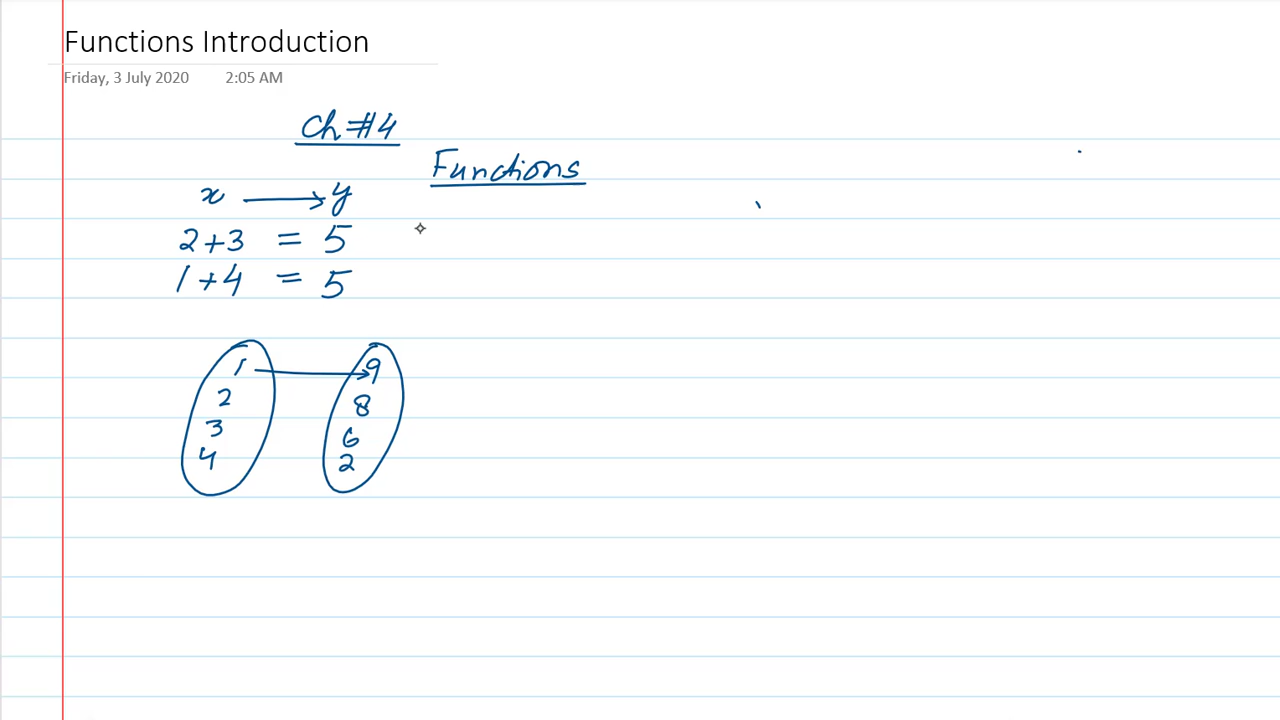 Functions Introduction
Friday, 3 July 2020 2:05 AM
Ch #4
Functions
x → y
2+3 = 5
1+4 = 5
1 → 9
2 8
3 6
4 2